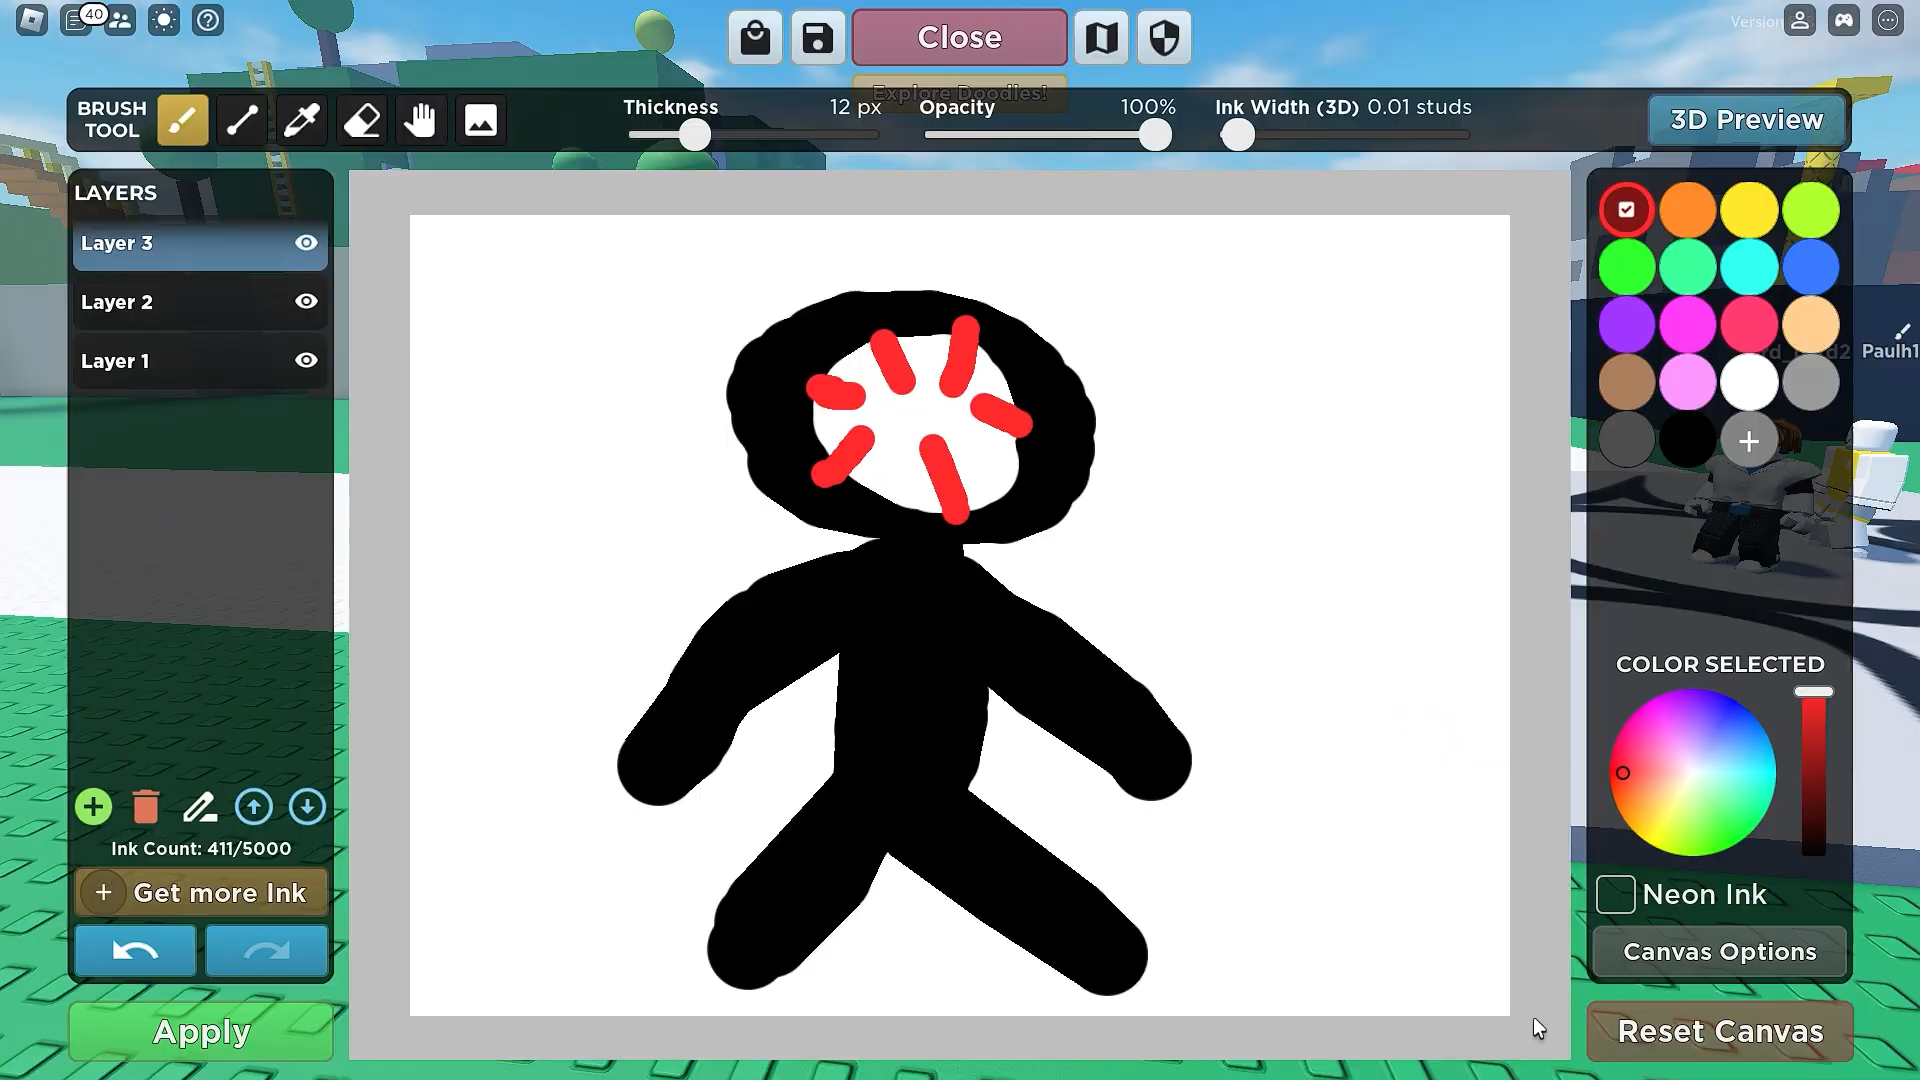 40
Close
Version
Explore Doodles!
BRUSH
TOOL
Thickness 12 px
Opacity 100%
Ink Width (3D) 0.01 studs
3D Preview
LAYERS
Layer 3
Layer 2
Layer 1
Paulh1
COLOR SELECTED
Ink Count: 411/5000
+ Get more Ink
Neon Ink
Canvas Options
Apply
Reset Canvas